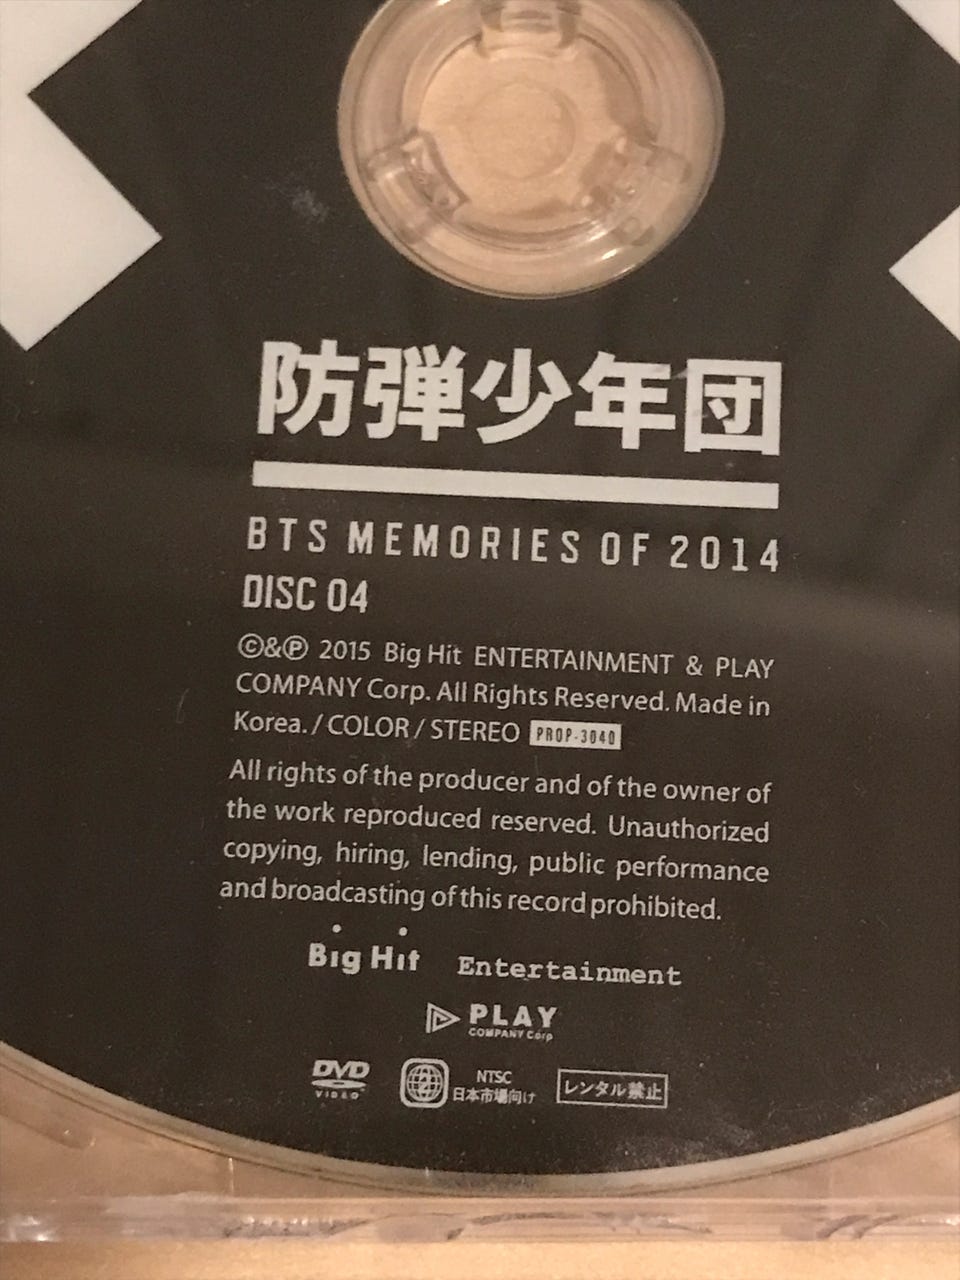 防弾少年団
BTS MEMORIES OF 2014
DISC 04
©&℗ 2015 Big Hit ENTERTAINMENT & PLAY
COMPANY Corp. All Rights Reserved. Made in
Korea. / COLOR / STEREO PROP-3040
All rights of the producer and of the owner of
the work reproduced reserved. Unauthorized
copying, hiring, lending, public performance
and broadcasting of this record prohibited.
Big Hit Entertainment
PLAY
COMPANY Corp
DVD
VIDEO
2
NTSC
日本市場向け
レンタル禁止